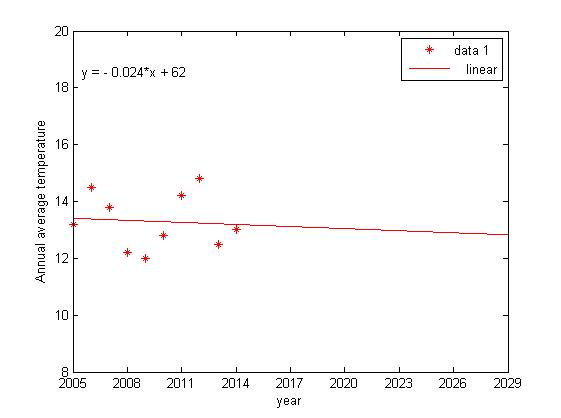 20
data 1
linear
y = - 0.024*x + 62
18
16
14
12
10
8
Annual average temperature
2005 2008 2011 2014 2017 2020 2023 2026 2029
year